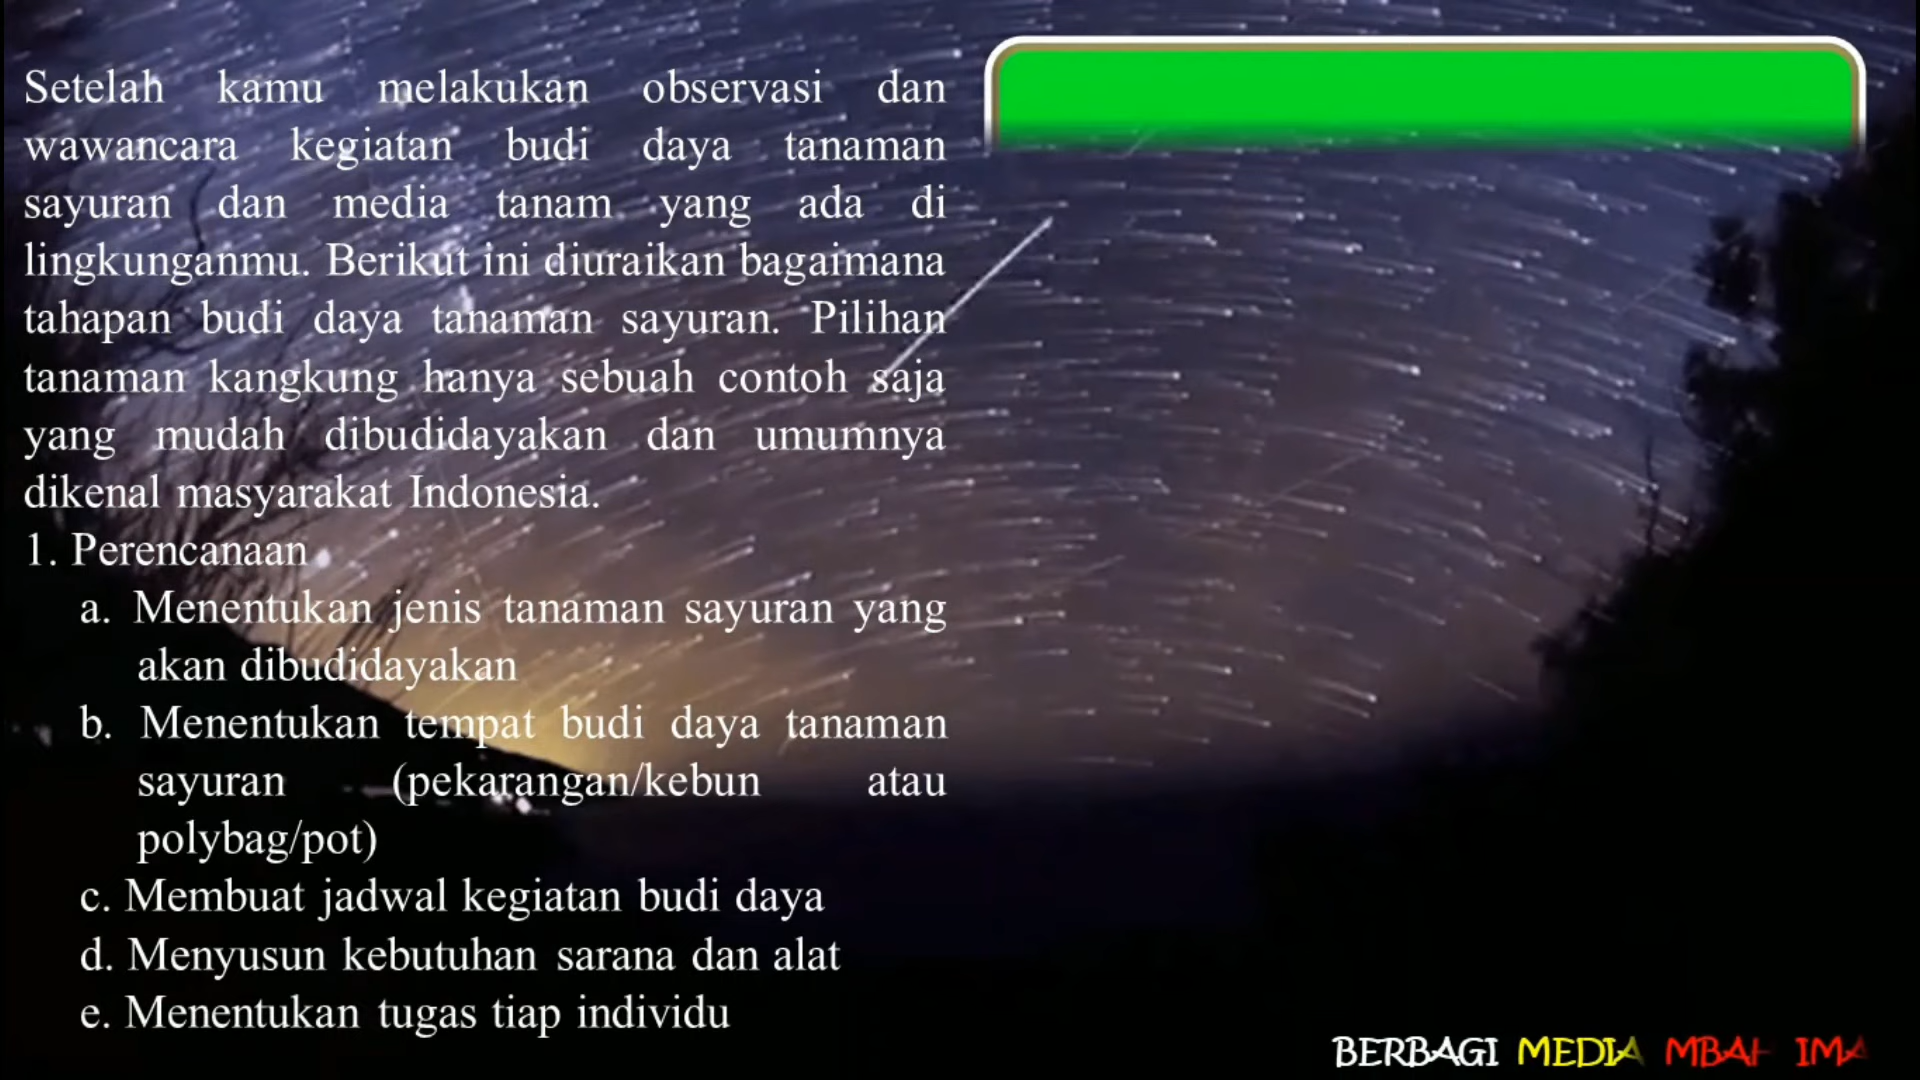 Setelah kamu melakukan observasi dan
wawancara kegiatan budi daya tanaman
sayuran dan media tanam yang ada di
lingkunganmu. Berikut ini diuraikan bagaimana
tahapan budi daya tanaman sayuran. Pilihan
tanaman kangkung hanya sebuah contoh saja
yang mudah dibudidayakan dan umumnya
dikenal masyarakat Indonesia.
1. Perencanaan
a. Menentukan jenis tanaman sayuran yang
akan dibudidayakan
b. Menentukan tempat budi daya tanaman
sayuran (pekarangan/kebun atau
polybag/pot)
c. Membuat jadwal kegiatan budi daya
d. Menyusun kebutuhan sarana dan alat
e. Menentukan tugas tiap individu
BERBAGI MEDIA